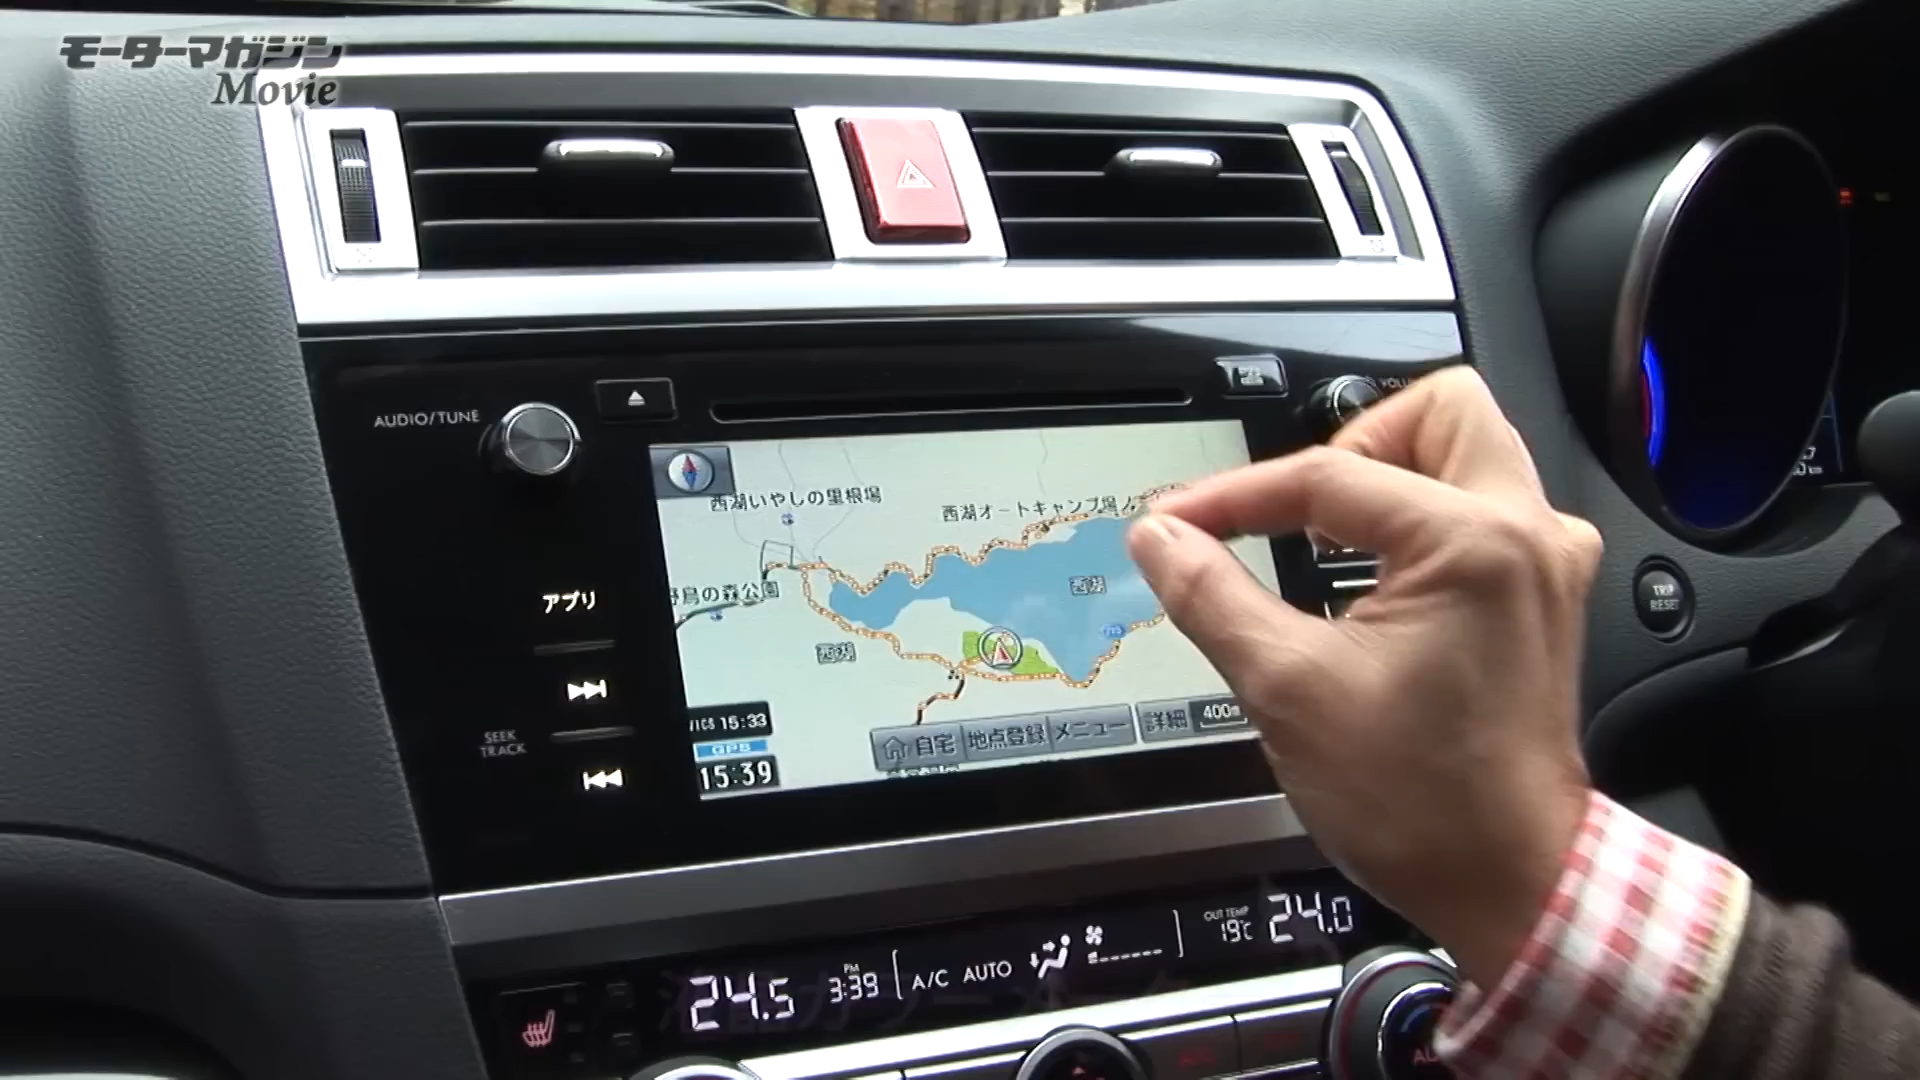 モーターマガジン
Movie
AUDIO/TUNE
西湖いやしの里根場
西湖オートキャンプ場
野鳥の森公園
西湖
西湖
アプリ
SEEK
TRACK
VICS 15:33
GPS
15:39
自宅 地点登録 メニュー 詳細 400m
TRIP
RESET
24.5
PM
3:39
A/C AUTO
OUT TEMP
19℃
24.0